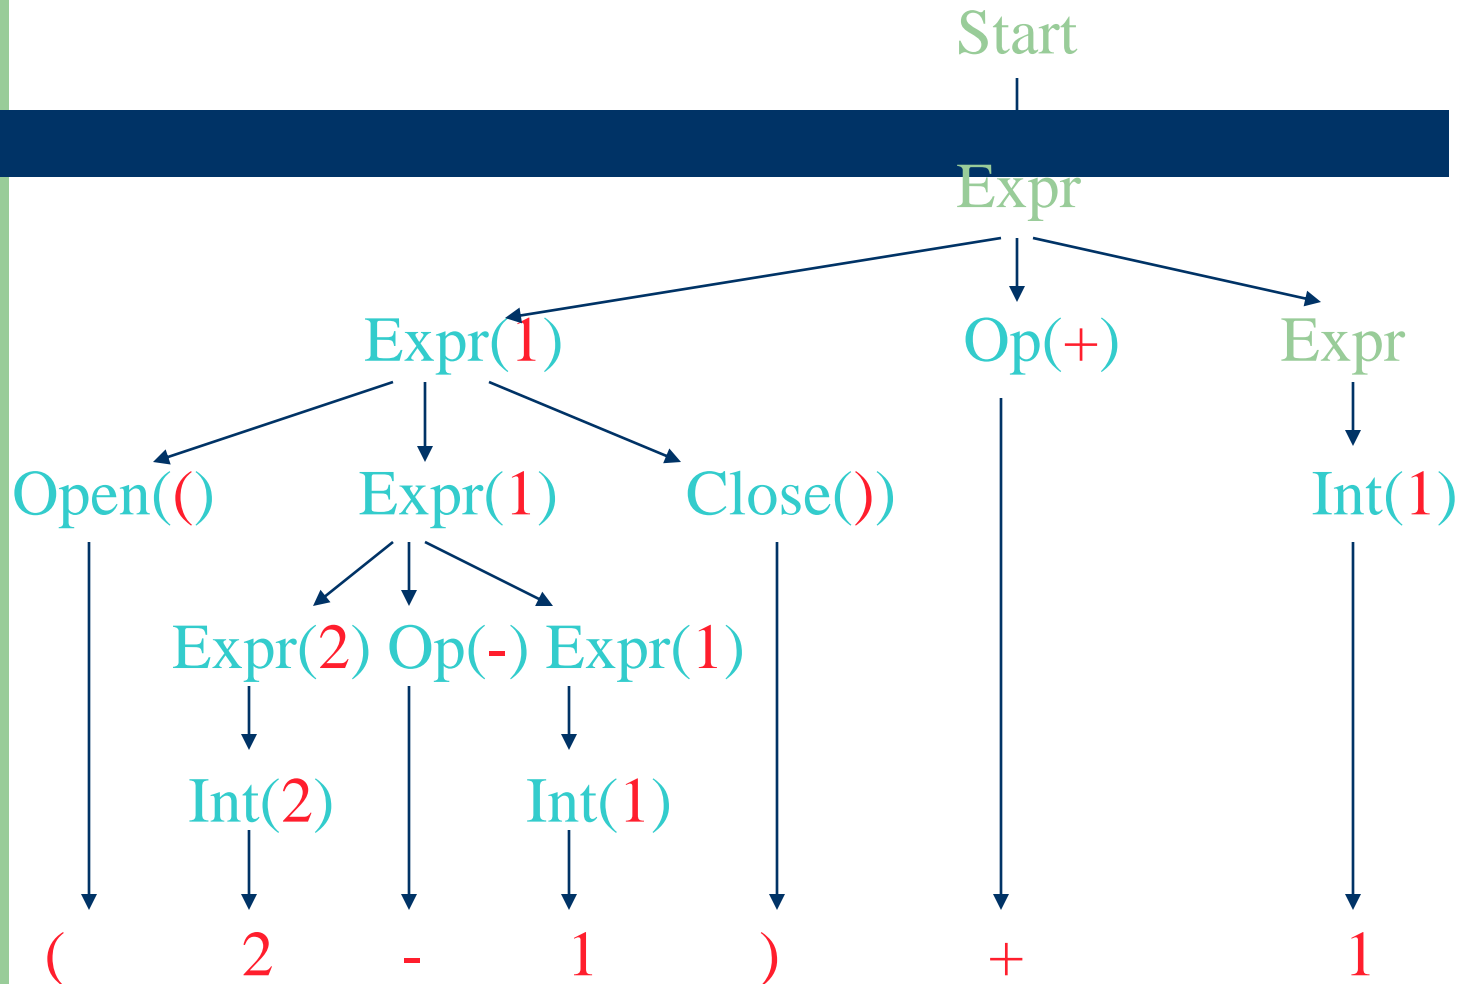 Start
Expr
Expr(1) Op(+) Expr
Open(() Expr(1) Close()) Int(1)
Expr(2) Op(-) Expr(1)
Int(2) Int(1)
( 2 - 1 ) + 1